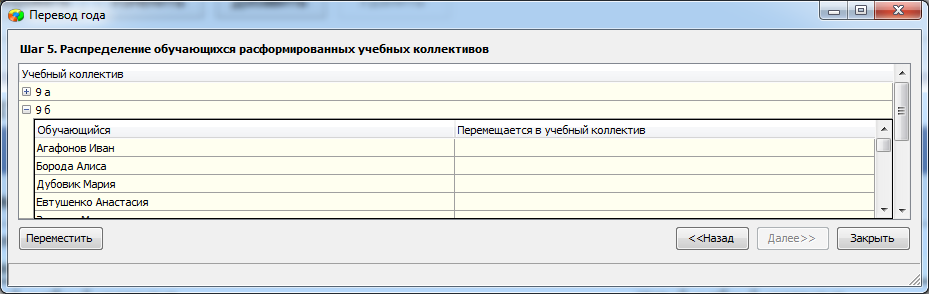 Перевод года
Шаг 5. Распределение обучающихся расформированных учебных коллективов
Учебный коллектив
9 а
9 б
Обучающийся Перемещается в учебный коллектив
Агафонов Иван
Борода Алиса
Дубовик Мария
Евтушенко Анастасия
Переместить <<Назад Далее>> Закрыть